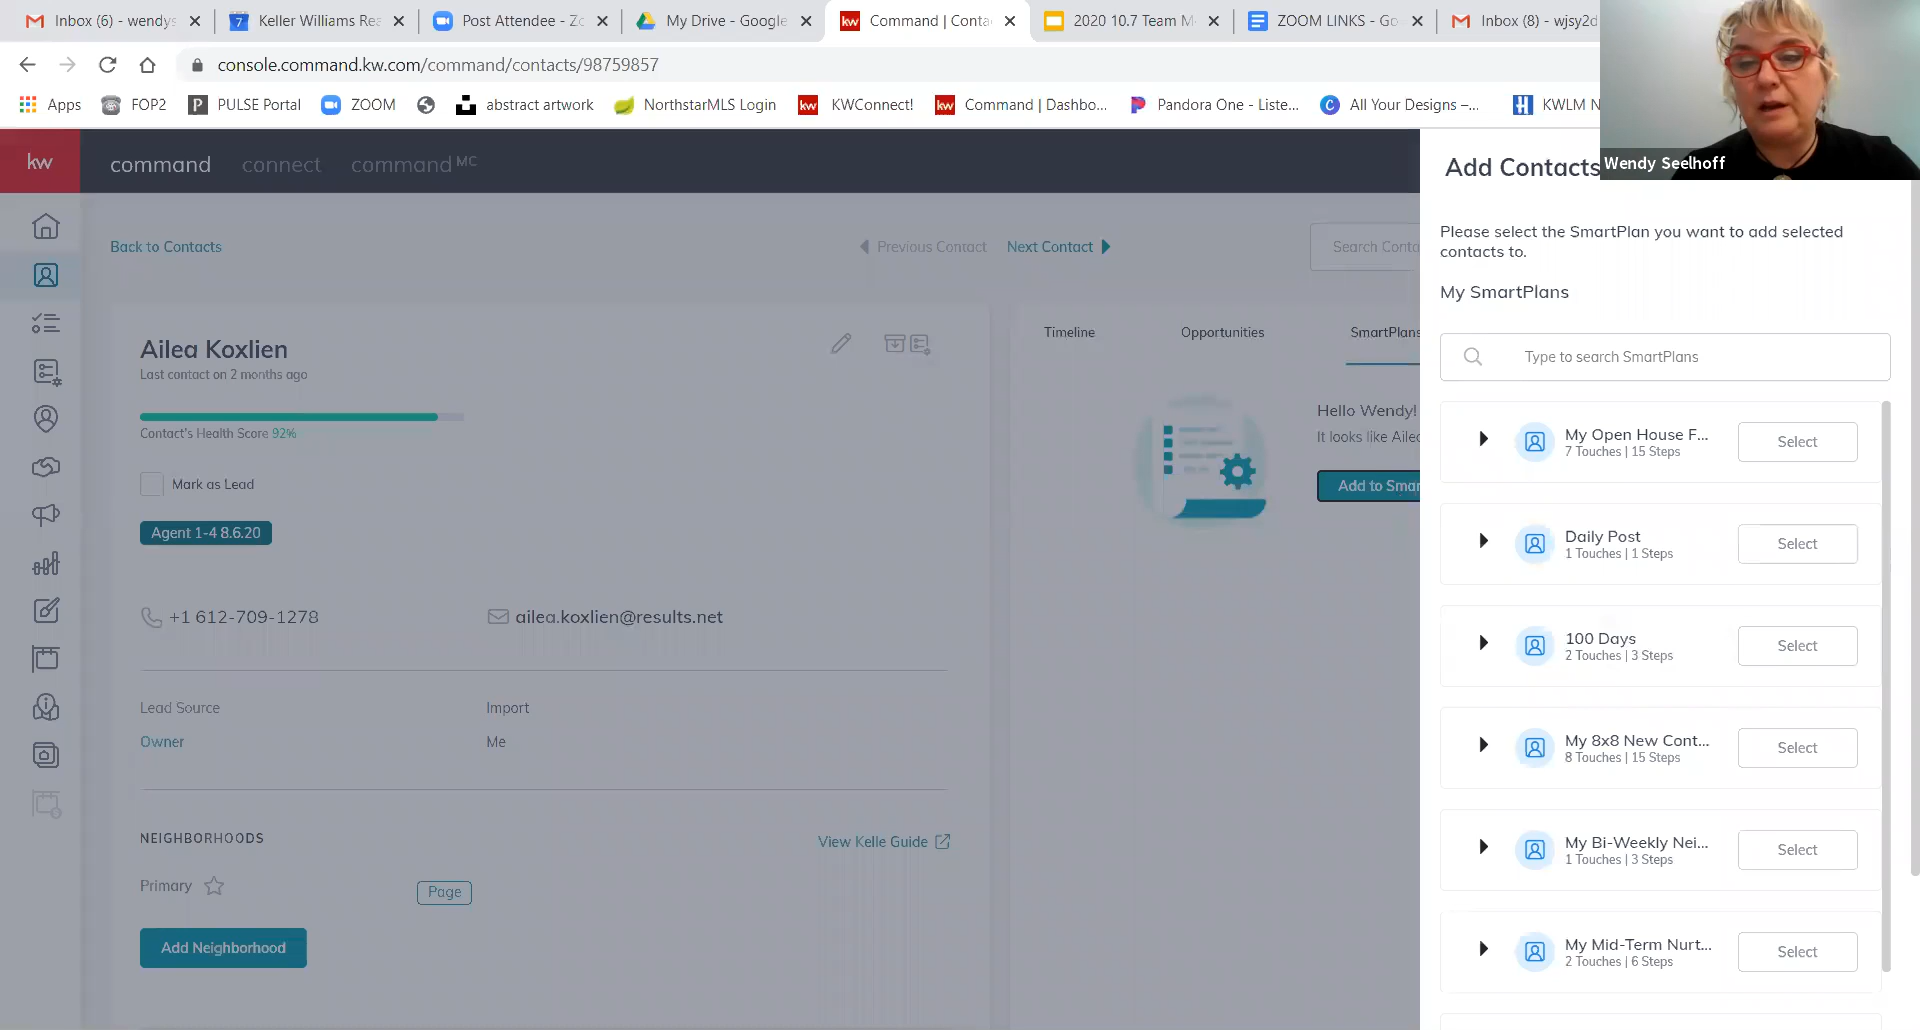 Inbox (6) - wendys
Keller Williams Rea
Post Attendee - Zo
My Drive - Google
kw
Command | Conta
2020 10.7 Team M
ZOOM LINKS - Go
Inbox (8) - wjsy2d
console.command.kw.com/command/contacts/98759857
Apps
FOP2
PULSE Portal
ZOOM
abstract artwork
NorthstarMLS Login
kw
KWConnect!
kw
Command | Dashbo...
Pandora One - Liste...
All Your Designs –...
KWLM N
Wendy Seelhoff
kw
command
connect
command MC
Back to Contacts
Previous Contact
Next Contact
Search Conta
Ailea Koxlien
Last contact on 2 months ago
Contact's Health Score 92%
Mark as Lead
Agent 1-4 8.6.20
+1 612-709-1278
ailea.koxlien@results.net
Lead Source
Import
Owner
Me
NEIGHBORHOODS
View Kelle Guide
Primary
Page
Add Neighborhood
Timeline
Opportunities
SmartPlans
Hello Wendy!
It looks like Ailea
Add to Smar
Add Contacts
Please select the SmartPlan you want to add selected
contacts to.
My SmartPlans
Type to search SmartPlans
My Open House F...
7 Touches | 15 Steps
Select
Daily Post
1 Touches | 1 Steps
Select
100 Days
2 Touches | 3 Steps
Select
My 8x8 New Cont...
8 Touches | 15 Steps
Select
My Bi-Weekly Nei...
1 Touches | 3 Steps
Select
My Mid-Term Nurt...
2 Touches | 6 Steps
Select